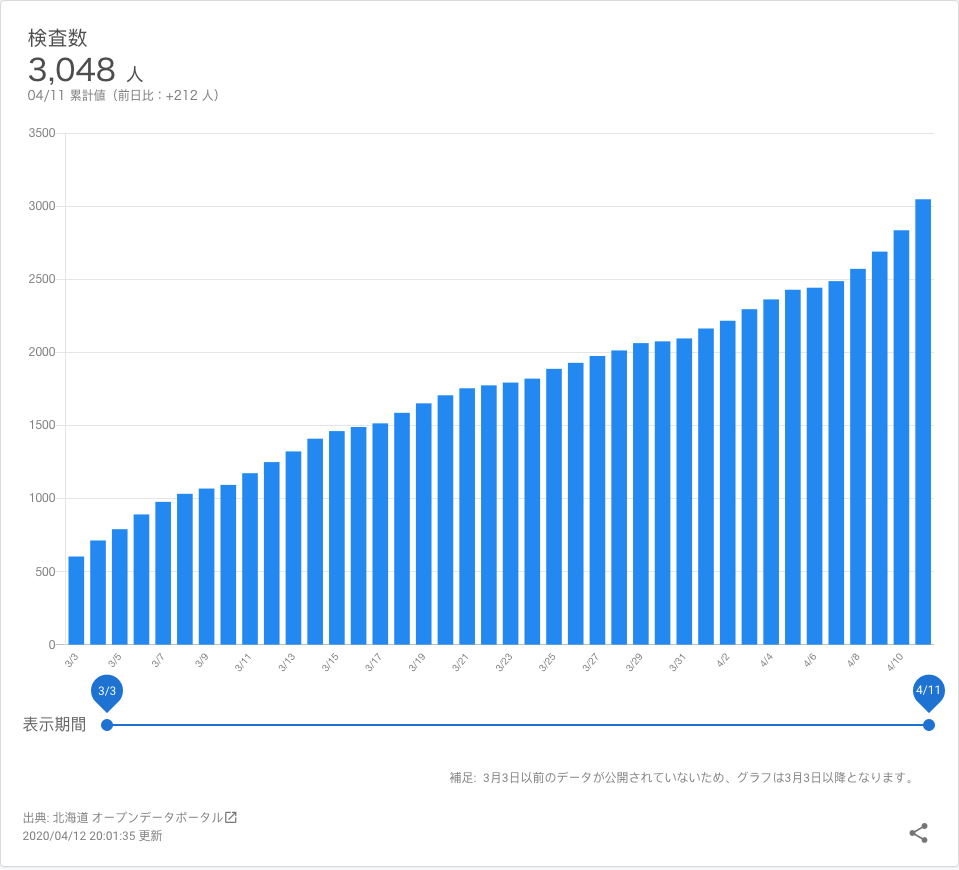 検査数
3,048 人
04/11 累計値（前日比：+212 人）
3500
3000
2500
2000
1500
1000
500
0
3/3 3/5 3/7 3/9 3/11 3/13 3/15 3/17 3/19 3/21 3/23 3/25 3/27 3/29 3/31 4/2 4/4 4/6 4/8 4/10
3/3 4/11
表示期間
補足: 3月3日以前のデータが公開されていないため、グラフは3月3日以降となります。
出典: 北海道 オープンデータポータル
2020/04/12 20:01:35 更新